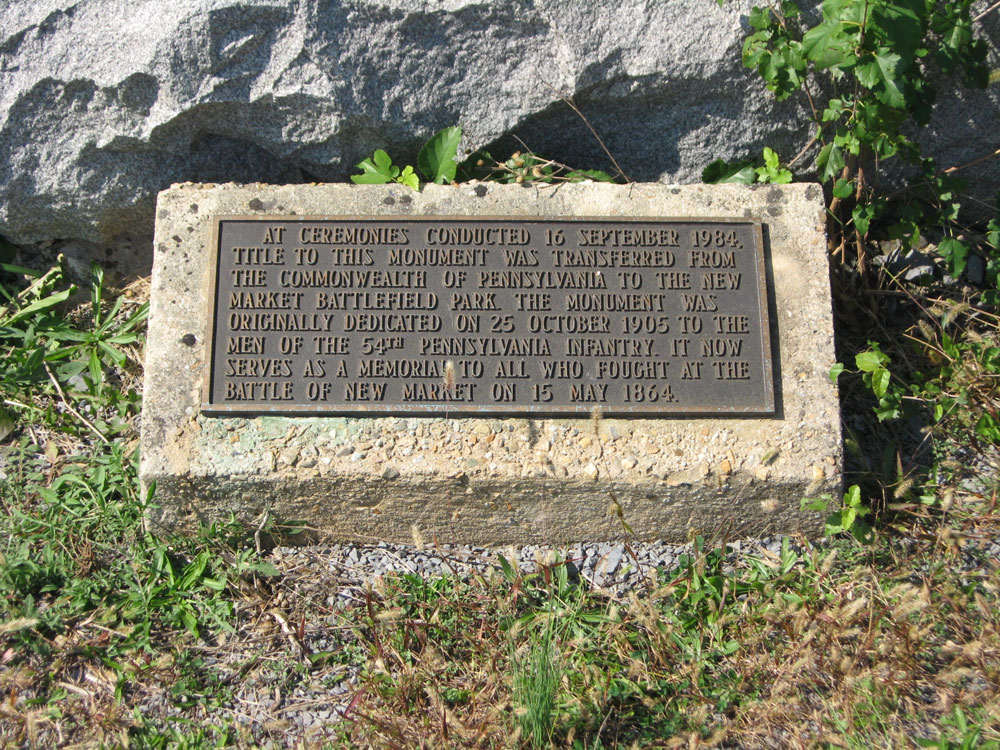 AT CEREMONIES CONDUCTED 16 SEPTEMBER 1984,
TITLE TO THIS MONUMENT WAS TRANSFERRED FROM
THE COMMONWEALTH OF PENNSYLVANIA TO THE NEW
MARKET BATTLEFIELD PARK. THE MONUMENT WAS
ORIGINALLY DEDICATED ON 25 OCTOBER 1905 TO THE
MEN OF THE 54TH PENNSYLVANIA INFANTRY. IT NOW
SERVES AS A MEMORIAL TO ALL WHO FOUGHT AT THE
BATTLE OF NEW MARKET ON 15 MAY 1864.